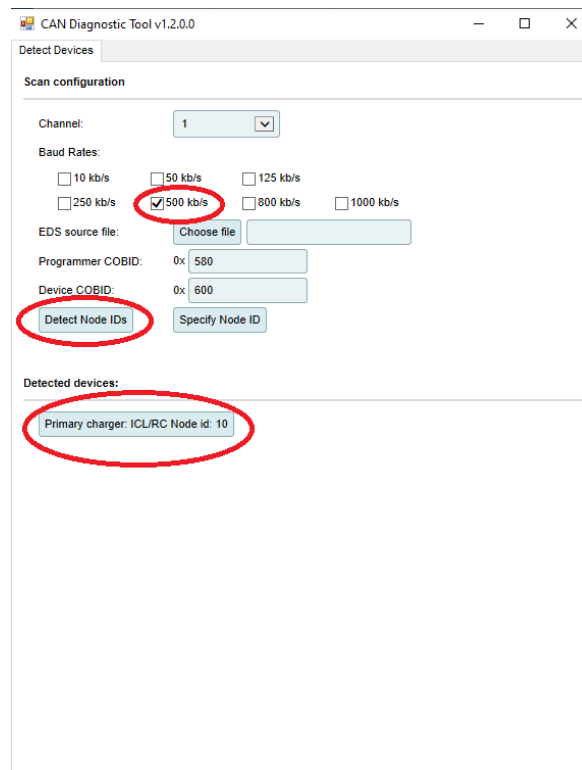 CAN Diagnostic Tool v1.2.0.0
Detect Devices
Scan configuration
Channel: 1
Baud Rates:
10 kb/s 50 kb/s 125 kb/s
250 kb/s 500 kb/s 800 kb/s 1000 kb/s
EDS source file: Choose file
Programmer COBID: 0x 580
Device COBID: 0x 600
Detect Node IDs Specify Node ID
Detected devices:
Primary charger: ICL/RC Node id: 10